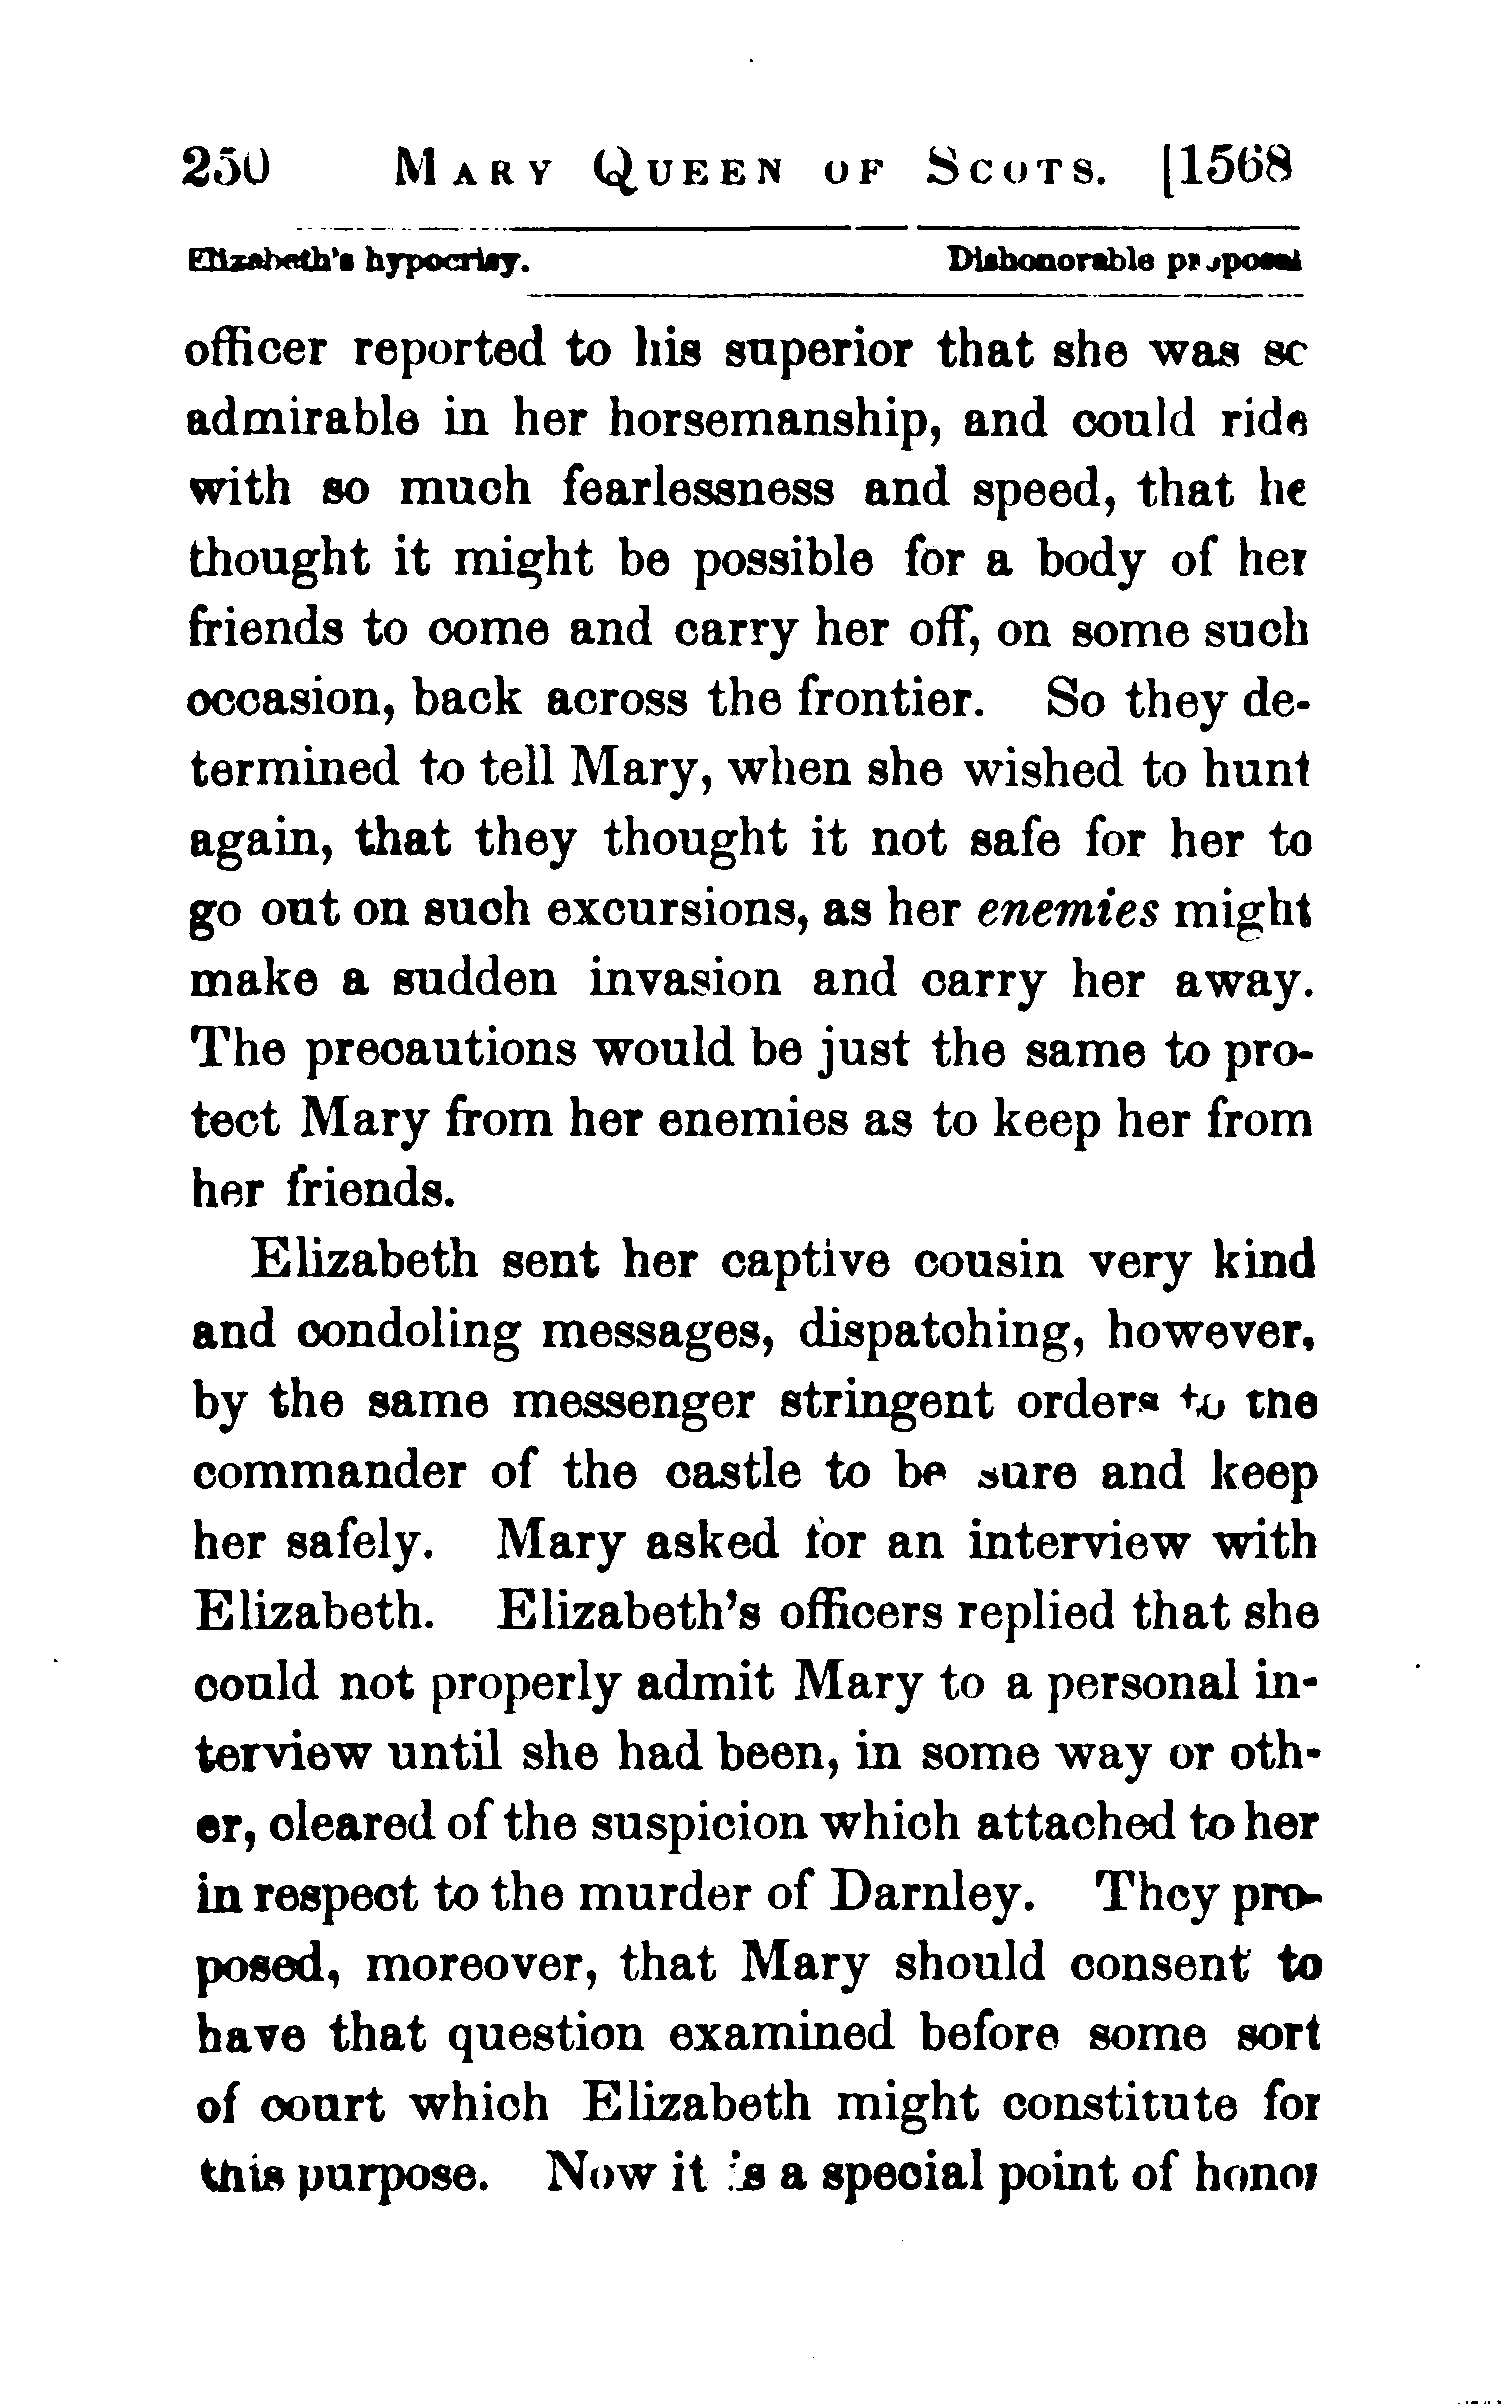 250 Mary Queen of Scots. [1568
Elizabeth's hypocrisy. Dishonorable proposal
officer reported to his superior that she was so
admirable in her horsemanship, and could ride
with so much fearlessness and speed, that he
thought it might be possible for a body of her
friends to come and carry her off, on some such
occasion, back across the frontier. So they de-
termined to tell Mary, when she wished to hunt
again, that they thought it not safe for her to
go out on such excursions, as her enemies might
make a sudden invasion and carry her away.
The precautions would be just the same to pro-
tect Mary from her enemies as to keep her from
her friends.
Elizabeth sent her captive cousin very kind
and condoling messages, dispatching, however,
by the same messenger stringent orders to the
commander of the castle to be sure and keep
her safely. Mary asked for an interview with
Elizabeth. Elizabeth's officers replied that she
could not properly admit Mary to a personal in-
terview until she had been, in some way or oth-
er, cleared of the suspicion which attached to her
in respect to the murder of Darnley. They pro-
posed, moreover, that Mary should consent to
have that question examined before some sort
of court which Elizabeth might constitute for
this purpose. Now it is a special point of honor